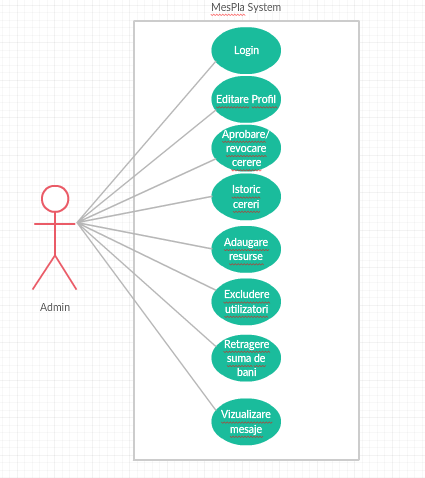 MesPla System
Login
Editare Profil
Aprobare/
revocare
cerere
Istoric
cereri
Adaugare
resurse
Admin
Excludere
utilizatori
Retragere
suma de
bani
Vizualizare
mesaje